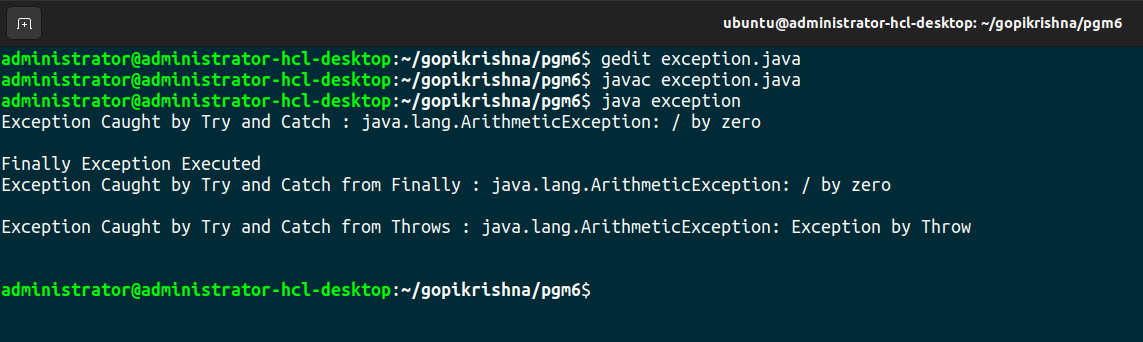 ubuntu@administrator-hcl-desktop: ~/gopikrishna/pgm6
administrator@administrator-hcl-desktop:~/gopikrishna/pgm6$ gedit exception.java
administrator@administrator-hcl-desktop:~/gopikrishna/pgm6$ javac exception.java
administrator@administrator-hcl-desktop:~/gopikrishna/pgm6$ java exception
Exception Caught by Try and Catch : java.lang.ArithmeticException: / by zero
Finally Exception Executed
Exception Caught by Try and Catch from Finally : java.lang.ArithmeticException: / by zero
Exception Caught by Try and Catch from Throws : java.lang.ArithmeticException: Exception by Throw
administrator@administrator-hcl-desktop:~/gopikrishna/pgm6$